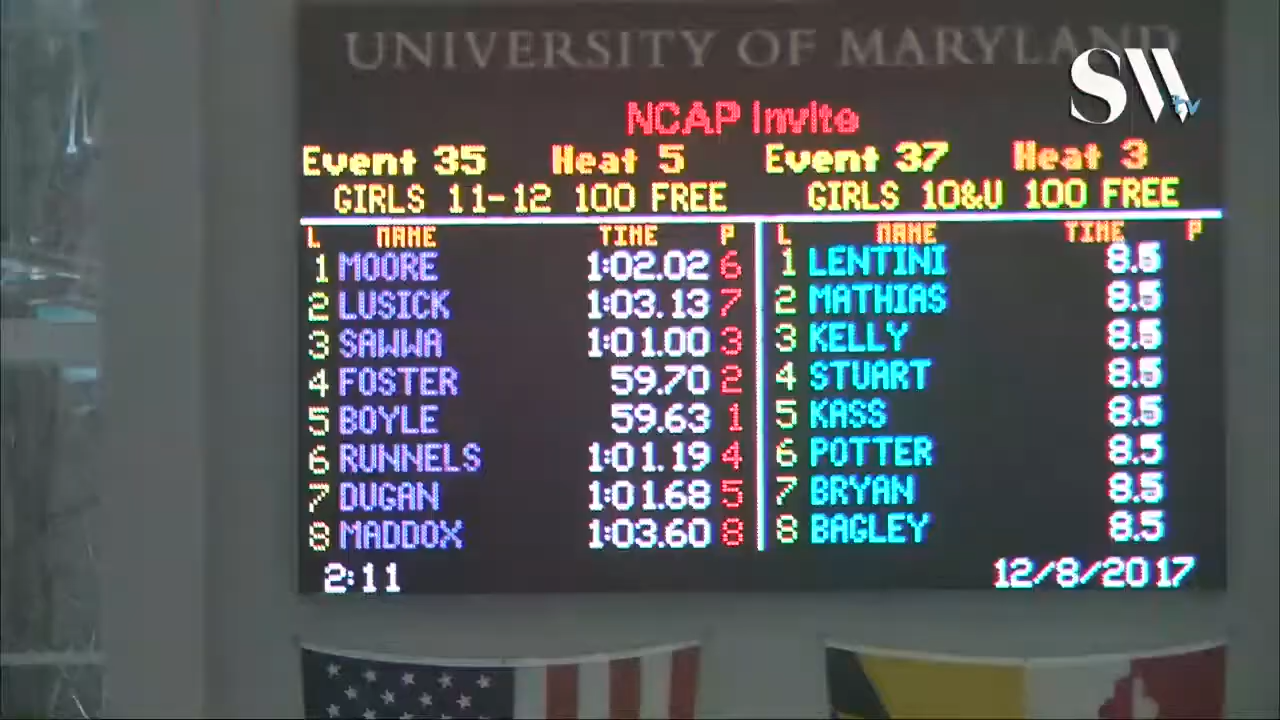 UNIVERSITY OF MARYLAND
SW TV
NCAP Invite
Event 35 Heat 5 Event 37 Heat 3
GIRLS 11-12 100 FREE GIRLS 10&U 100 FREE
L NAME TIME P L NAME TIME P
1 MOORE 1:02.02 6 1 LENTINI 8.5
2 LUSICK 1:03.13 7 2 MATHIAS 8.5
3 SAWWA 1:01.00 3 3 KELLY 8.5
4 FOSTER 59.70 2 4 STUART 8.5
5 BOYLE 59.63 1 5 KASS 8.5
6 RUNNELS 1:01.19 4 6 POTTER 8.5
7 DUGAN 1:01.68 5 7 BRYAN 8.5
8 MADDOX 1:03.60 8 8 BAGLEY 8.5
2:11 12/8/2017